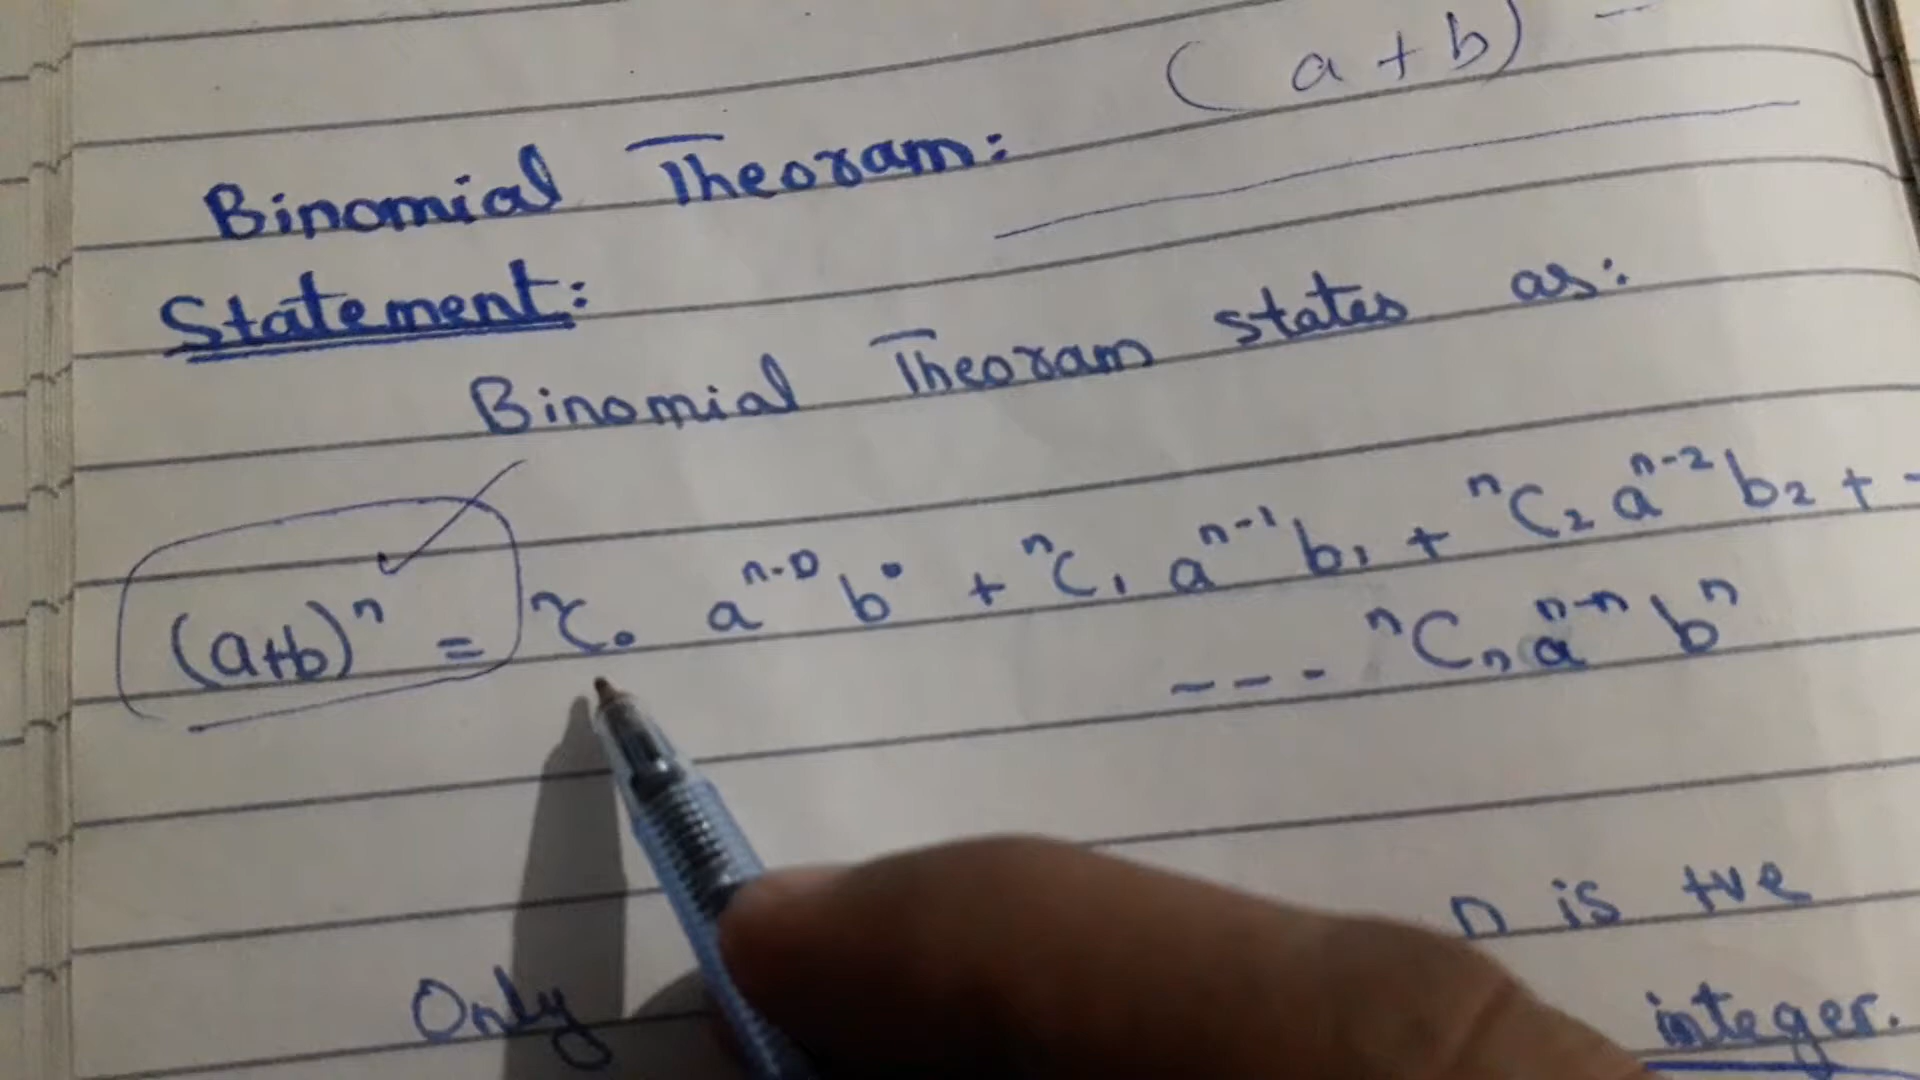 (a+b) -
Binomial Theoram:
Statement:
Binomial Theoram states as:
(a+b)ⁿ = ⁿC₀ aⁿ⁻⁰ b⁰ + ⁿC₁ aⁿ⁻¹ b₁ + ⁿC₂ aⁿ⁻² b₂ + -
--- ⁿCₙ aⁿ⁻ⁿ bⁿ
n is +ve
Only integer.